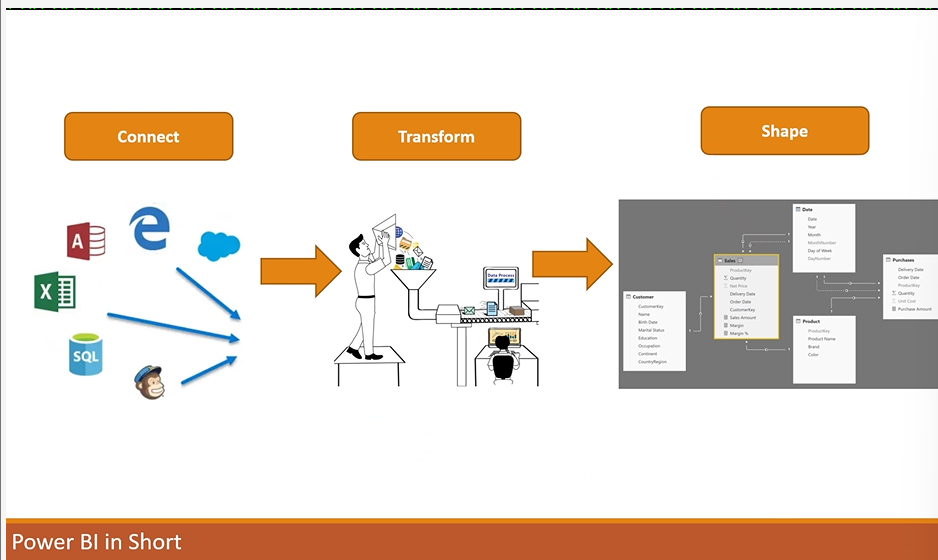 Connect
Transform
Shape
A
e
X
SQL
Data Process
Date
Date
Year
Month
MonthNumber
Day of Week
DayNumber
Sales
ProductKey
Quantity
Net Price
Delivery Date
Order Date
CustomerKey
Sales Amount
Margin
Margin %
Purchases
Delivery Date
Order Date
ProductKey
Quantity
Unit Cost
Purchase Amount
Customer
CustomerKey
Name
Birth Date
Marital Status
Education
Occupation
Continent
CountryRegion
Product
ProductKey
Product Name
Brand
Color
Power BI in Short